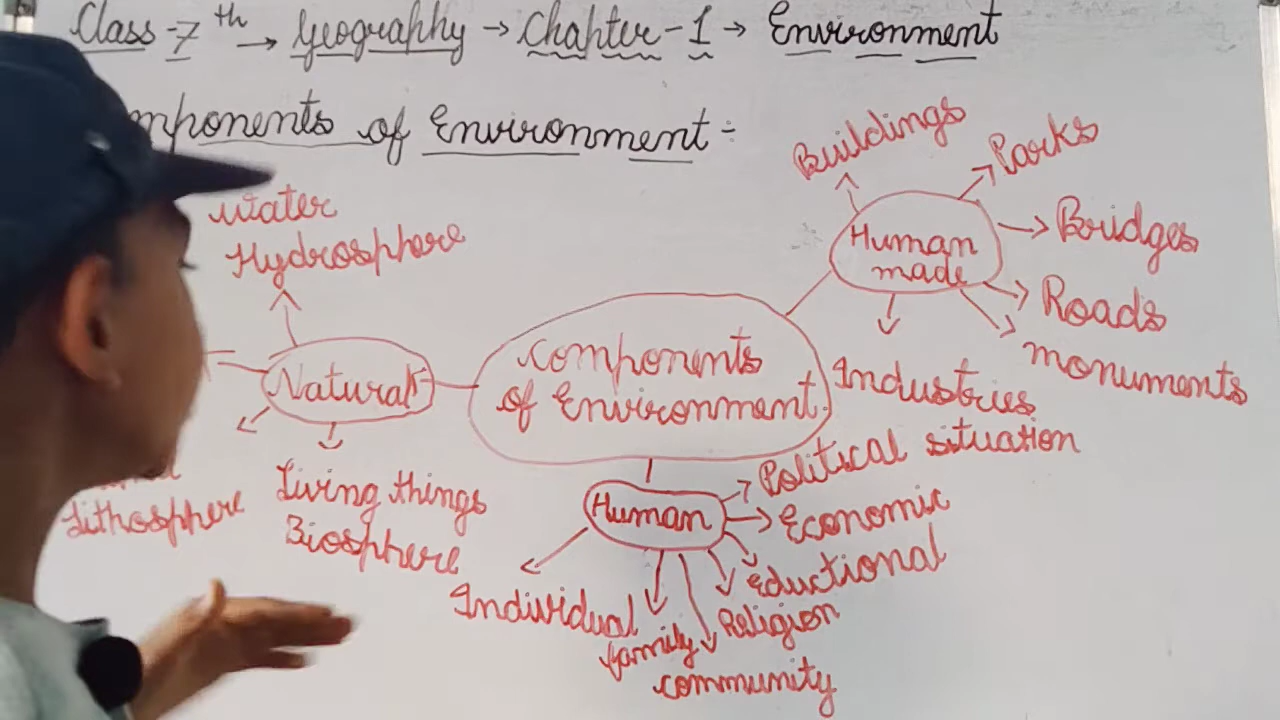 Class-7th → Geography → Chapter-1 → Environment
mponents of Environment :-
Buildings
Parks
Water
Hydrosphere
Human
made
Bridges
Roads
Monuments
Industries
Natural
Components
of Environment
Lithosphere
Living things
Biosphere
Human
Political situation
Economic
Eductional
Religion
Individual
family
community